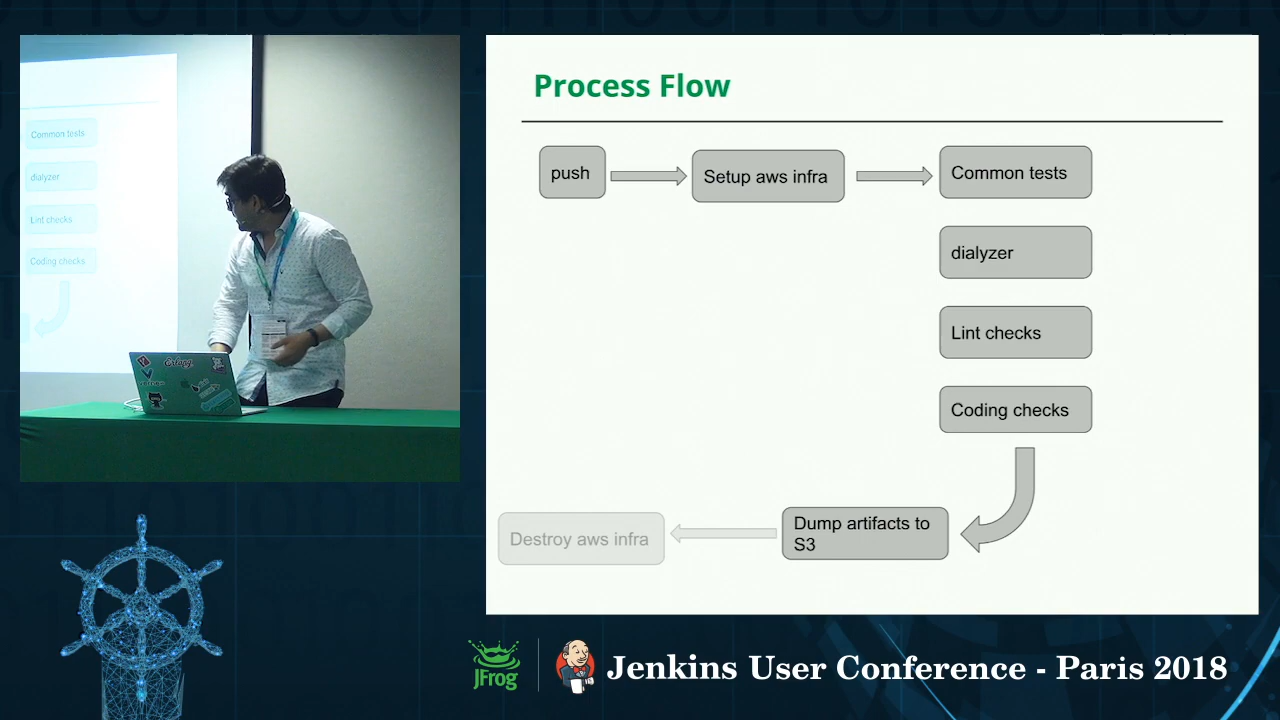 Common tests
dialyzer
Lint checks
Coding checks
Erlang
Process Flow
push
Setup aws infra
Common tests
dialyzer
Lint checks
Coding checks
Dump artifacts to
S3
Destroy aws infra
JFrog
Jenkins User Conference - Paris 2018